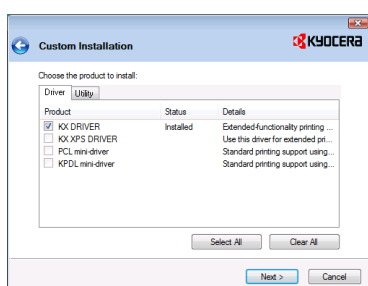 Custom Installation
KYOCERA
Choose the product to install:
Driver Utility
Product Status Details
KX DRIVER Installed Extended-functionality printing ...
KX XPS DRIVER Use this driver for extended pri...
PCL mini-driver Standard printing support using...
KPDL mini-driver Standard printing support using...
Select All Clear All
Next > Cancel